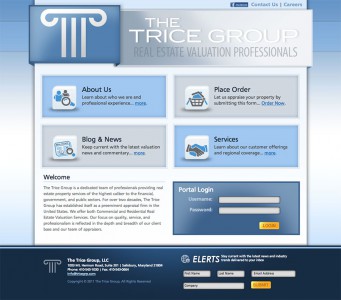 facebook Contact Us | Careers
THE
TRICE GROUP
REAL ESTATE VALUATION PROFESSIONALS
About Us
Learn about who we are and
professional experience... more.
Place Order
Let us appraise your property by
submitting this form... Order Now.
Blog & News
Keep current with the latest valuation
news and commentary... more.
Services
Learn about our customer offerings
and regional coverage... more.
Welcome
The Trice Group is a dedicated team of professionals providing real
estate property services of the highest caliber to the financial,
government, and public sectors. For over two decades, The Trice
Group has established itself as a preeminent appraisal firm in the
United States. We offer both Commercial and Residential Real
Estate Valuation Services. Our focus on quality, service, and
professionalism is reflected in the depth and breadth of our client
base and our team of appraisers.
Portal Login
Username:
Password:
LOGIN
The Trice Group, LLC
1008 Mt. Hermon Road, Suite 201 | Salisbury, Maryland 21804
Copyright © 2011 The Trice Group. All Rights Reserved
ELERTS
Stay current with the latest news and industry
trends delivered to your inbox
First Name
Last Name
Email Address
Company
SUBMIT